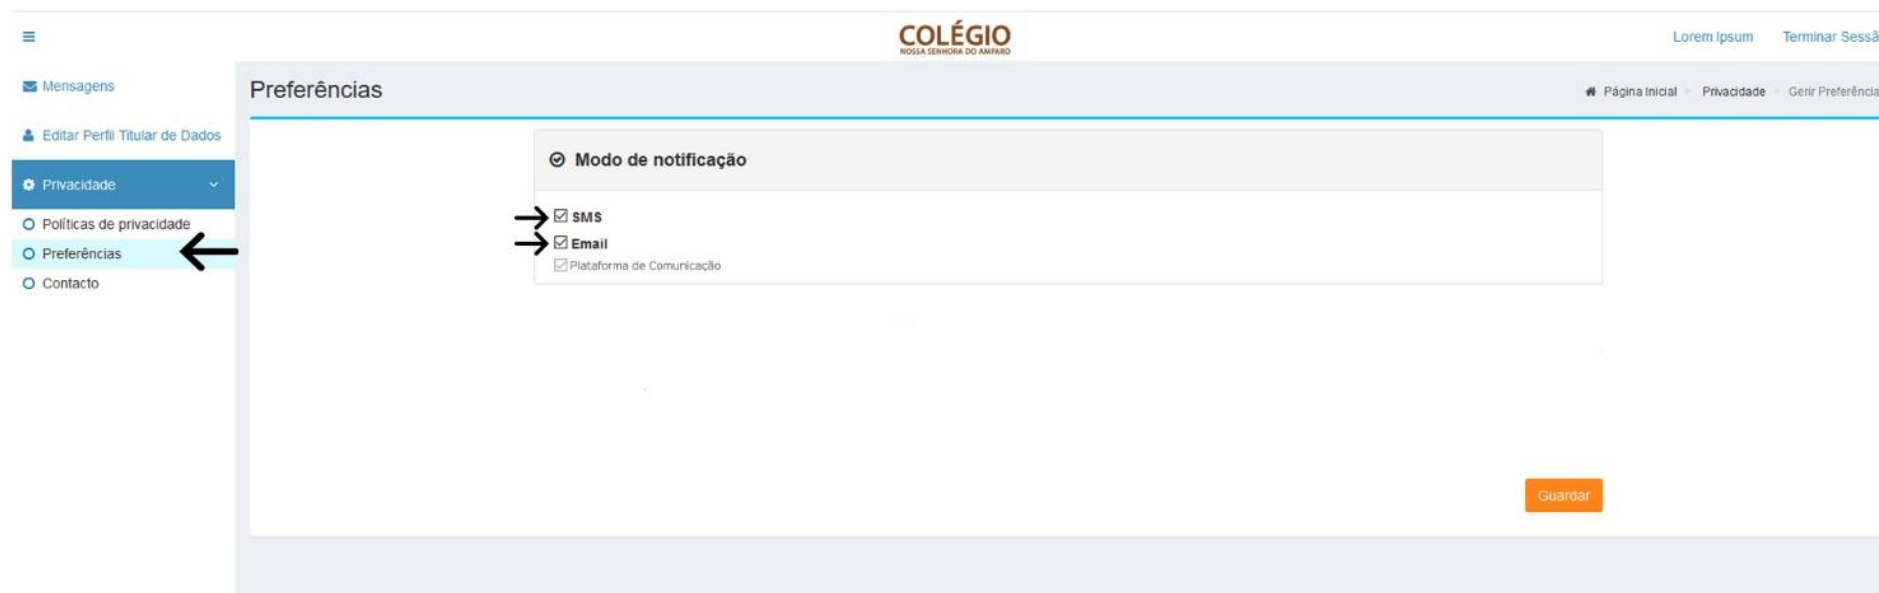 COLÉGIO
NOSSA SENHORA DO AMPARO
Lorem Ipsum
Terminar Sessã
Mensagens
Editar Perfil Titular de Dados
Privacidade
Políticas de privacidade
Preferências
Contacto
Preferências
Página Inicial
Privacidade
Gerir Preferência
Modo de notificação
SMS
Email
Plataforma de Comunicação
Guardar